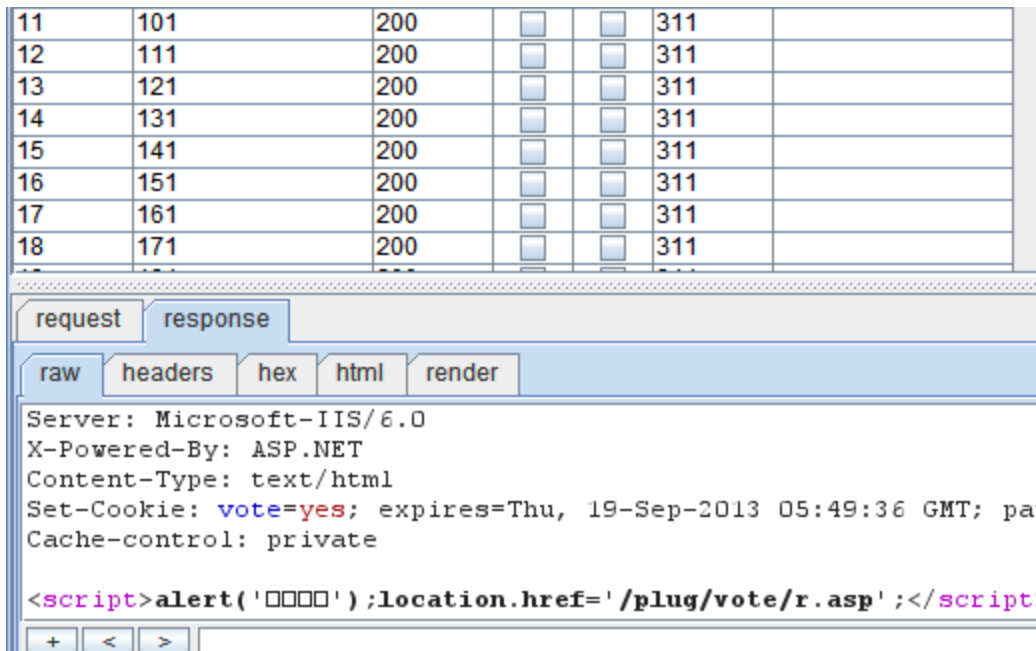 11 101 200 311
12 111 200 311
13 121 200 311
14 131 200 311
15 141 200 311
16 151 200 311
17 161 200 311
18 171 200 311
request response
raw headers hex html render
Server: Microsoft-IIS/6.0
X-Powered-By: ASP.NET
Content-Type: text/html
Set-Cookie: vote=yes; expires=Thu, 19-Sep-2013 05:49:36 GMT; pa
Cache-control: private
<script>alert('□□□□');location.href='/plug/vote/r.asp';</script
+ < >